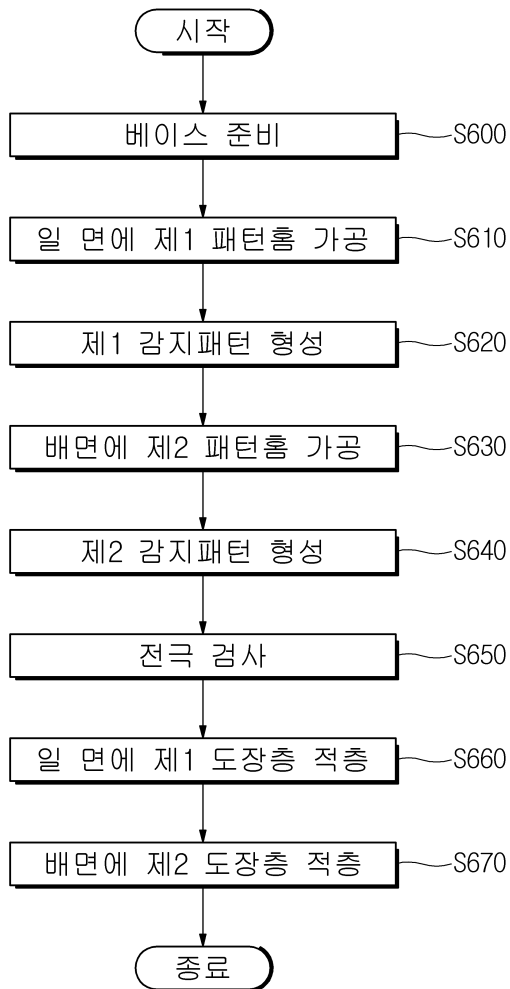 시작
베이스 준비 S600
일 면에 제1 패턴홈 가공 S610
제1 감지패턴 형성 S620
배면에 제2 패턴홈 가공 S630
제2 감지패턴 형성 S640
전극 검사 S650
일 면에 제1 도장층 적층 S660
배면에 제2 도장층 적층 S670
종료